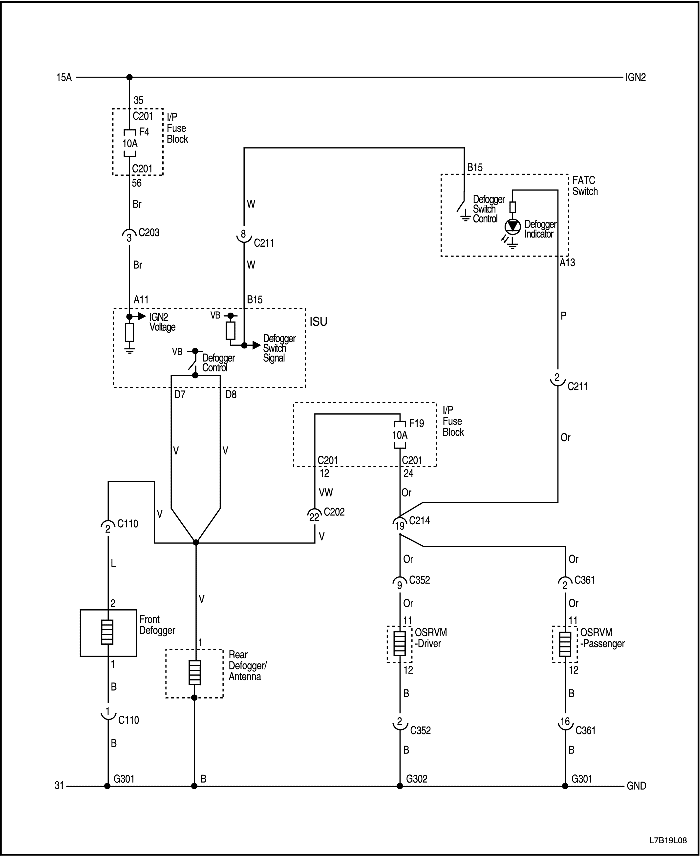 15A
IGN2
35
C201
I/P
Fuse
Block
F4
10A
C201
56
Br
3
C203
Br
A11
W
8
C211
W
B15
B15
FATC
Switch
Defogger
Switch
Control
Defogger
Indicator
A13
P
2
C211
Or
ISU
IGN2
Voltage
VB
Defogger
Switch
Signal
VB
Defogger
Control
D7
D8
V
V
I/P
Fuse
Block
F19
10A
C201
C201
12
24
VW
Or
22
C202
V
19
C214
V
2
C110
L
2
Front
Defogger
1
B
1
C110
B
G301
V
1
Rear
Defogger/
Antenna
B
Or
9
C352
Or
11
OSRVM
-Driver
12
B
2
C352
B
G302
Or
2
C361
Or
11
OSRVM
-Passenger
12
B
16
C361
B
G301
31
GND
L7B19L08